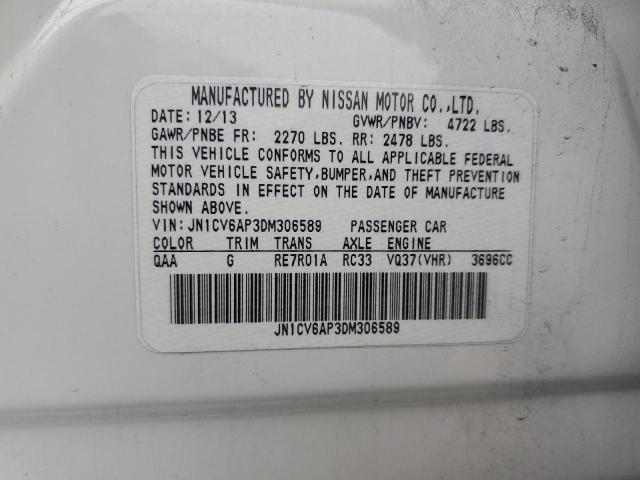 MANUFACTURED BY NISSAN MOTOR CO.,LTD.
DATE: 12/13 GVWR/PNBV: 4722 LBS.
GAWR/PNBE FR: 2270 LBS. RR: 2478 LBS.
THIS VEHICLE CONFORMS TO ALL APPLICABLE FEDERAL
MOTOR VEHICLE SAFETY,BUMPER,AND THEFT PREVENTION
STANDARDS IN EFFECT ON THE DATE OF MANUFACTURE
SHOWN ABOVE.
VIN: JN1CV6AP3DM306589 PASSENGER CAR
COLOR TRIM TRANS AXLE ENGINE
QAA G RE7R01A RC33 VQ37(VHR) 3696CC
JN1CV6AP3DM306589